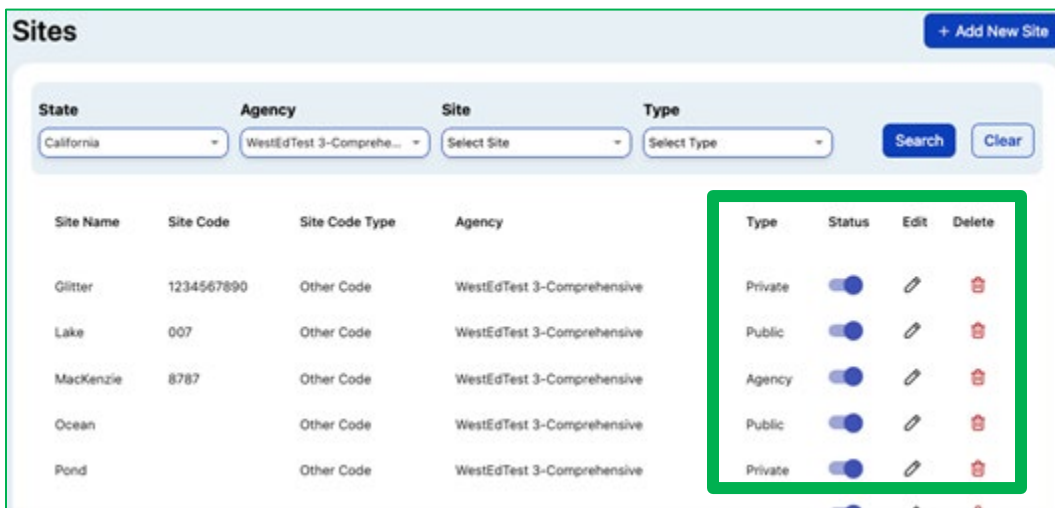 Sites
+ Add New Site
State Agency Site Type
California WestEdTest 3-Comprehe... Select Site Select Type Search Clear
Site Name Site Code Site Code Type Agency Type Status Edit Delete
Glitter 1234567890 Other Code WestEdTest 3-Comprehensive Private
Lake 007 Other Code WestEdTest 3-Comprehensive Public
MacKenzie 8787 Other Code WestEdTest 3-Comprehensive Agency
Ocean Other Code WestEdTest 3-Comprehensive Public
Pond Other Code WestEdTest 3-Comprehensive Private